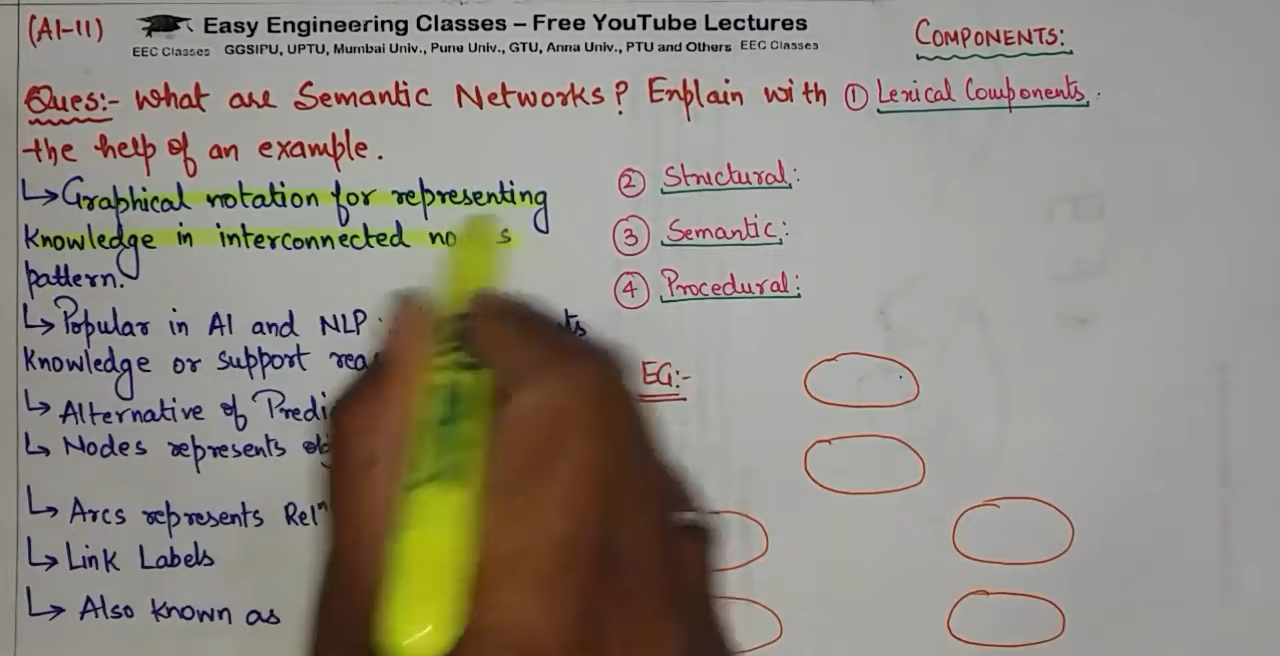 (AI-11)
Easy Engineering Classes – Free YouTube Lectures
EEC Classes GGSIPU, UPTU, Mumbai Univ., Pune Univ., GTU, Anna Univ., PTU and Others EEC Classes
Ques:- What are Semantic Networks? Explain with
the help of an example.
↳ Graphical notation for representing
knowledge in interconnected
pattern.
↳ Popular in AI and NLP.
knowledge or support
↳ Alternative of
↳ Nodes represents
↳ Arcs represents Relⁿ
↳ Link Labels
↳ Also known as
COMPONENTS:
① Lexical Components.
② Structural:
③ Semantic:
④ Procedural:
EG:-